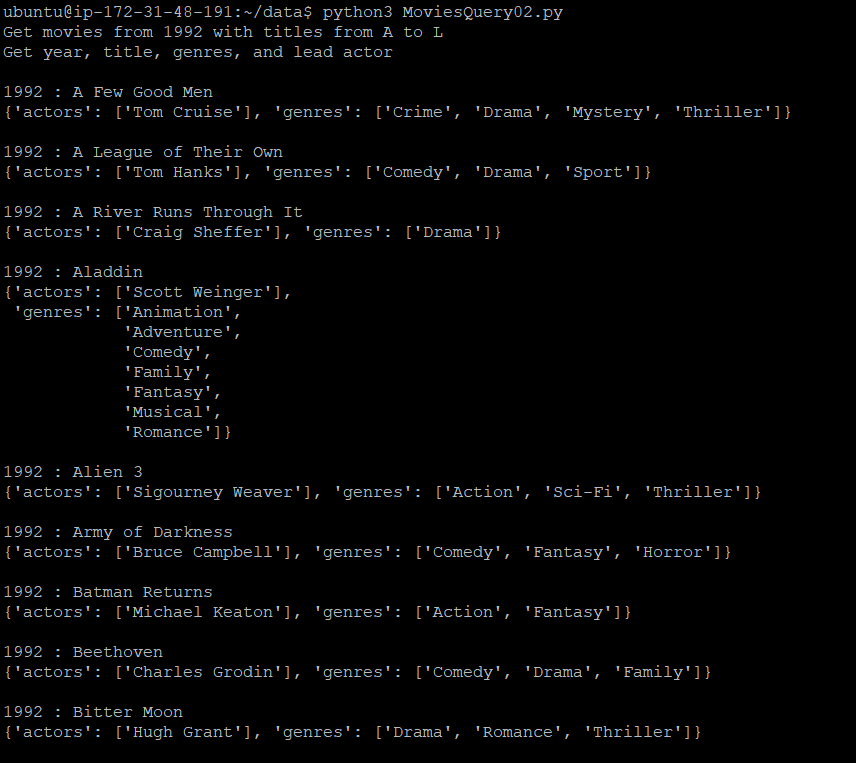 ubuntu@ip-172-31-48-191:~/data$ python3 MoviesQuery02.py
Get movies from 1992 with titles from A to L
Get year, title, genres, and lead actor
1992 : A Few Good Men
{'actors': ['Tom Cruise'], 'genres': ['Crime', 'Drama', 'Mystery', 'Thriller']}
1992 : A League of Their Own
{'actors': ['Tom Hanks'], 'genres': ['Comedy', 'Drama', 'Sport']}
1992 : A River Runs Through It
{'actors': ['Craig Sheffer'], 'genres': ['Drama']}
1992 : Aladdin
{'actors': ['Scott Weinger'],
 'genres': ['Animation',
            'Adventure',
            'Comedy',
            'Family',
            'Fantasy',
            'Musical',
            'Romance']}
1992 : Alien 3
{'actors': ['Sigourney Weaver'], 'genres': ['Action', 'Sci-Fi', 'Thriller']}
1992 : Army of Darkness
{'actors': ['Bruce Campbell'], 'genres': ['Comedy', 'Fantasy', 'Horror']}
1992 : Batman Returns
{'actors': ['Michael Keaton'], 'genres': ['Action', 'Fantasy']}
1992 : Beethoven
{'actors': ['Charles Grodin'], 'genres': ['Comedy', 'Drama', 'Family']}
1992 : Bitter Moon
{'actors': ['Hugh Grant'], 'genres': ['Drama', 'Romance', 'Thriller']}